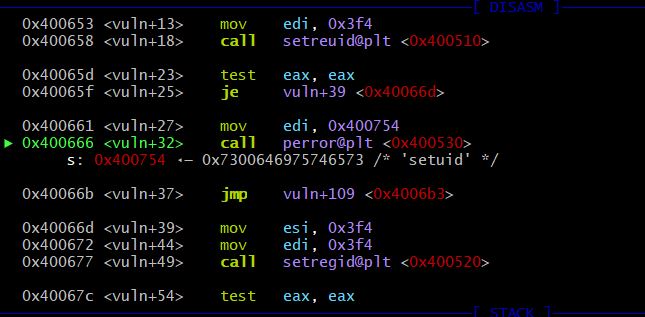 [ DISASM ]
0x400653 <vuln+13> mov edi, 0x3f4
0x400658 <vuln+18> call setreuid@plt <0x400510>
0x40065d <vuln+23> test eax, eax
0x40065f <vuln+25> je vuln+39 <0x40066d>
0x400661 <vuln+27> mov edi, 0x400754
► 0x400666 <vuln+32> call perror@plt <0x400530>
s: 0x400754 ◂— 0x7300646975746573 /* 'setuid' */
0x40066b <vuln+37> jmp vuln+109 <0x4006b3>
0x40066d <vuln+39> mov esi, 0x3f4
0x400672 <vuln+44> mov edi, 0x3f4
0x400677 <vuln+49> call setregid@plt <0x400520>
0x40067c <vuln+54> test eax, eax
[ STACK ]